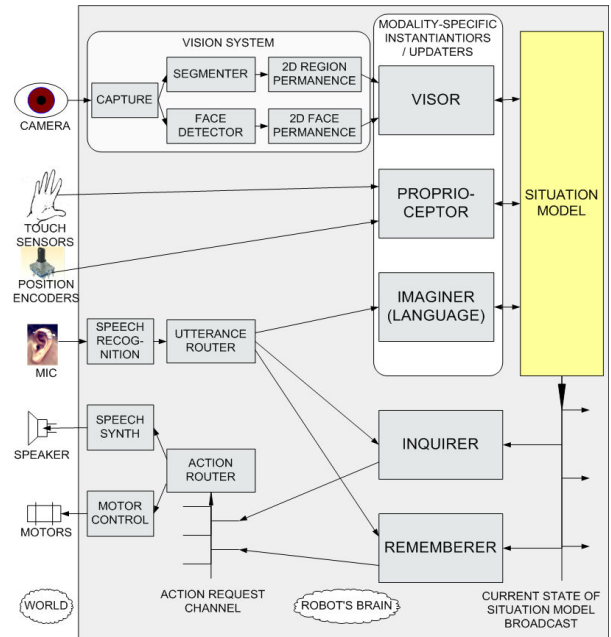 VISION SYSTEM
MODALITY-SPECIFIC
INSTANTIATIORS
/ UPDATERS
CAMERA
CAPTURE
SEGMENTER
2D REGION
PERMANENCE
FACE
DETECTOR
2D FACE
PERMANENCE
VISOR
SITUATION
MODEL
TOUCH
SENSORS
PROPRIO-
CEPTOR
POSITION
ENCODERS
IMAGINER
(LANGUAGE)
MIC
SPEECH
RECOG-
NITION
UTTERANCE
ROUTER
SPEAKER
SPEECH
SYNTH
ACTION
ROUTER
INQUIRER
MOTORS
MOTOR
CONTROL
REMEMBERER
WORLD
ACTION REQUEST
CHANNEL
ROBOT'S BRAIN
CURRENT STATE OF
SITUATION MODEL
BROADCAST